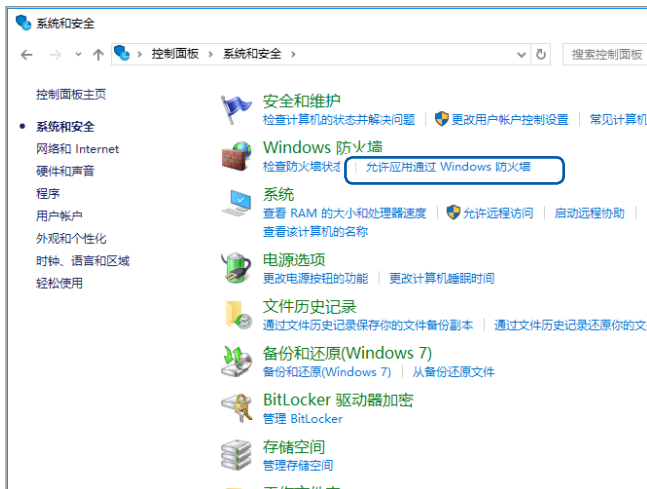 系统和安全
控制面板 › 系统和安全 › 搜索控制面板
控制面板主页
系统和安全
网络和 Internet
硬件和声音
程序
用户帐户
外观和个性化
时钟、语言和区域
轻松使用
安全和维护
检查计算机的状态并解决问题 更改用户帐户控制设置 常见计算机
Windows 防火墙
检查防火墙状态 允许应用通过 Windows 防火墙
系统
查看 RAM 的大小和处理器速度 允许远程访问 启动远程协助
查看该计算机的名称
电源选项
更改电源按钮的功能 更改计算机睡眠时间
文件历史记录
通过文件历史记录保存你的文件备份副本 通过文件历史记录还原你的文
备份和还原(Windows 7)
备份和还原(Windows 7) 从备份还原文件
BitLocker 驱动器加密
管理 BitLocker
存储空间
管理存储空间